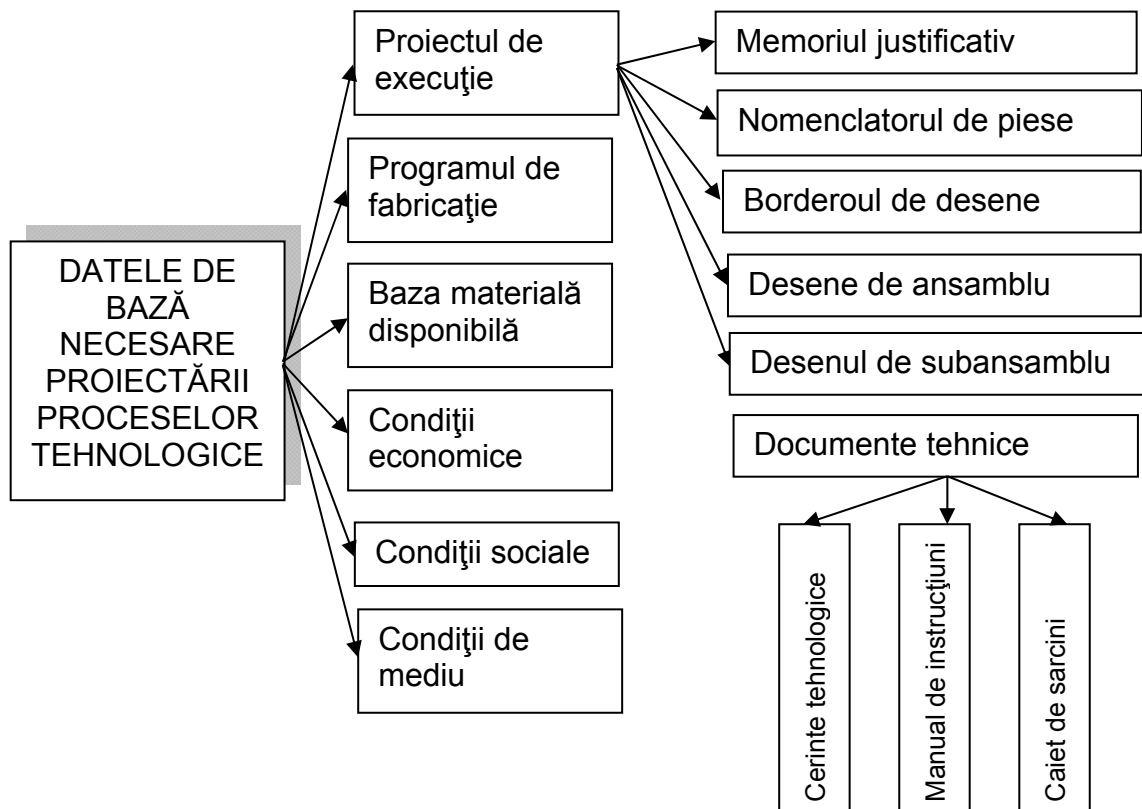 DATELE DE
BAZĂ
NECESARE
PROIECTĂRII
PROCESELOR
TEHNOLOGICE
Proiectul de
execuţie
Programul de
fabricaţie
Baza materială
disponibilă
Condiţii
economice
Condiţii sociale
Condiţii de
mediu
Memoriul justificativ
Nomenclatorul de piese
Borderoul de desene
Desene de ansamblu
Desenul de subansamblu
Documente tehnice
Cerinte tehnologice
Manual de instrucţiuni
Caiet de sarcini